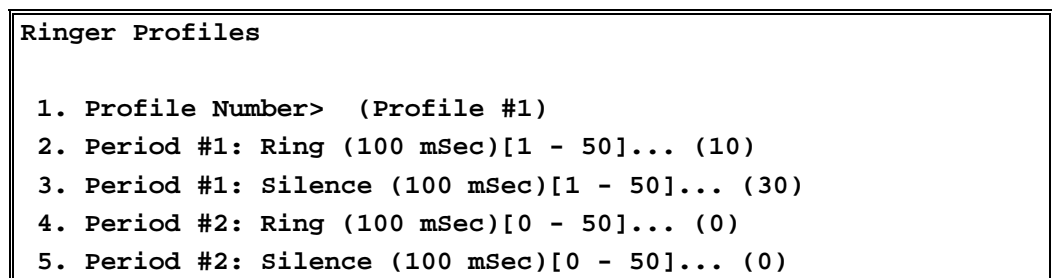 Ringer Profiles
1. Profile Number>  (Profile #1)
2. Period #1: Ring (100 mSec)[1 - 50]... (10)
3. Period #1: Silence (100 mSec)[1 - 50]... (30)
4. Period #2: Ring (100 mSec)[0 - 50]... (0)
5. Period #2: Silence (100 mSec)[0 - 50]... (0)